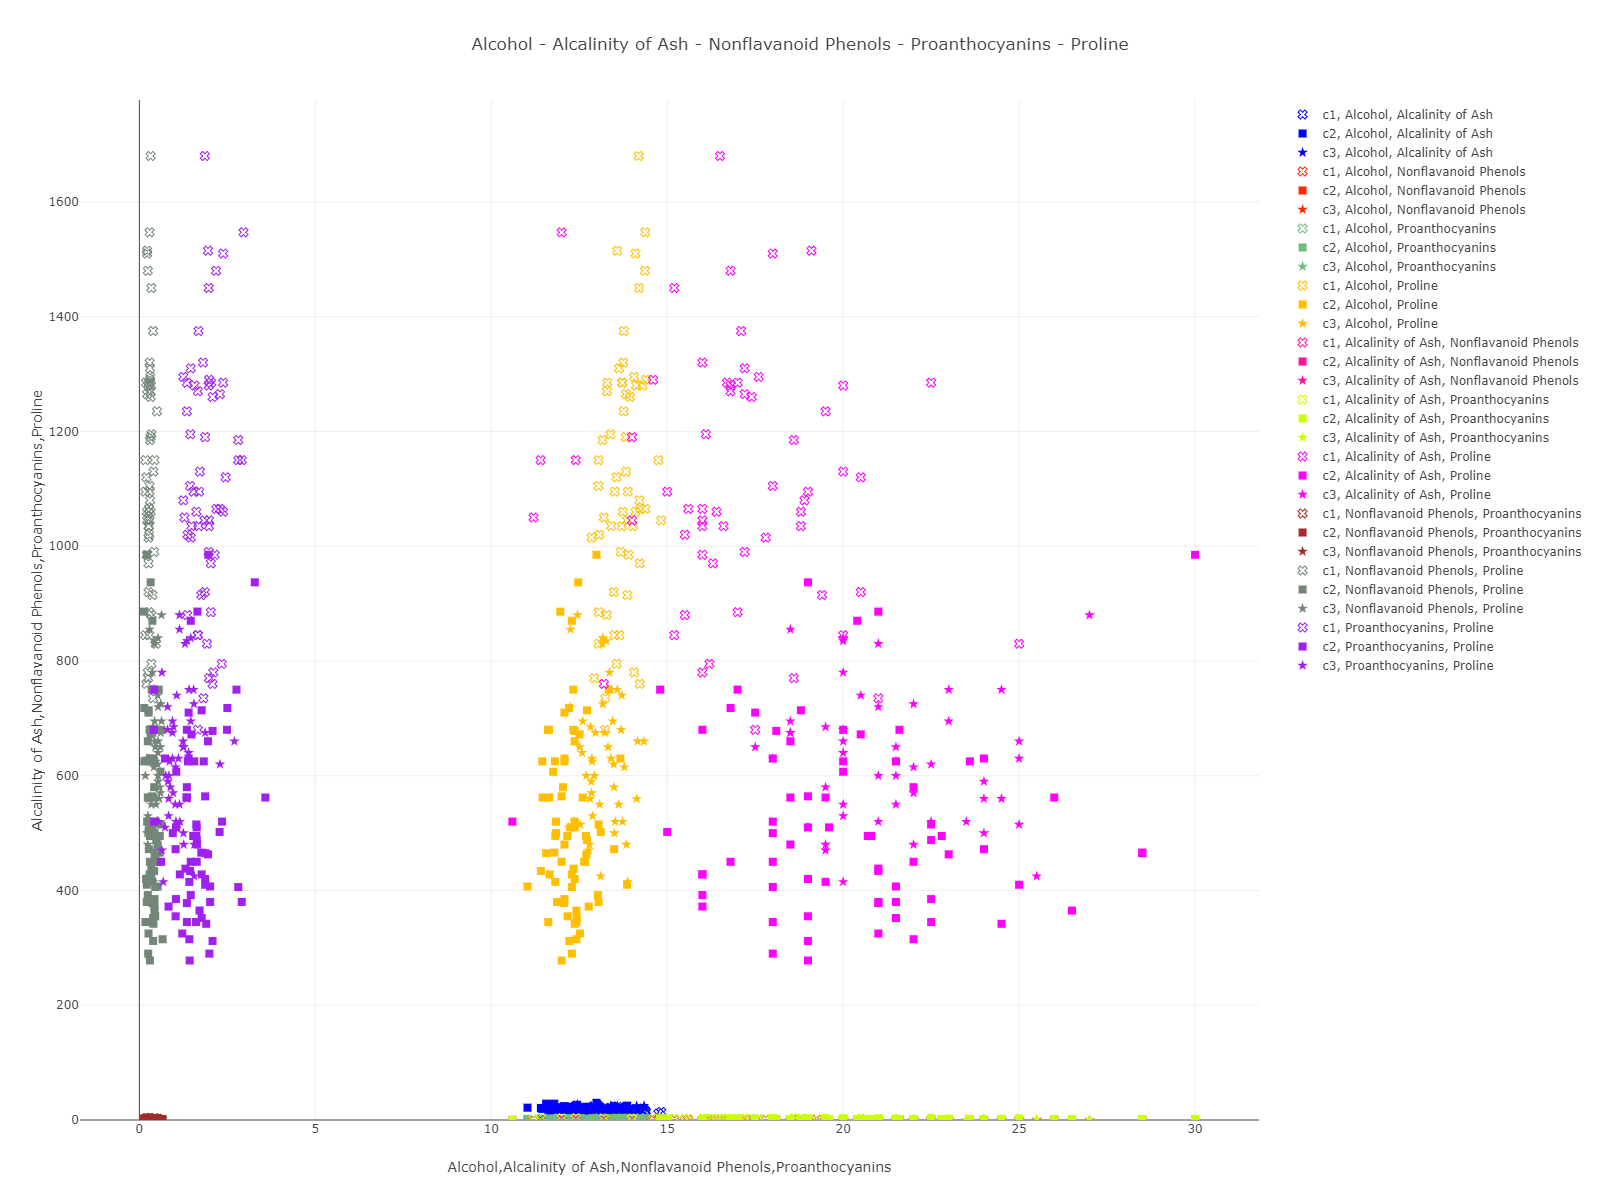 Alcohol - Alcalinity of Ash - Nonflavanoid Phenols - Proanthocyanins - Proline
Alcalinity of Ash,Nonflavanoid Phenols,Proanthocyanins,Proline
1600
1400
1200
1000
800
600
400
200
0
0 5 10 15 20 25 30
Alcohol,Alcalinity of Ash,Nonflavanoid Phenols,Proanthocyanins
c1, Alcohol, Alcalinity of Ash
c2, Alcohol, Alcalinity of Ash
c3, Alcohol, Alcalinity of Ash
c1, Alcohol, Nonflavanoid Phenols
c2, Alcohol, Nonflavanoid Phenols
c3, Alcohol, Nonflavanoid Phenols
c1, Alcohol, Proanthocyanins
c2, Alcohol, Proanthocyanins
c3, Alcohol, Proanthocyanins
c1, Alcohol, Proline
c2, Alcohol, Proline
c3, Alcohol, Proline
c1, Alcalinity of Ash, Nonflavanoid Phenols
c2, Alcalinity of Ash, Nonflavanoid Phenols
c3, Alcalinity of Ash, Nonflavanoid Phenols
c1, Alcalinity of Ash, Proanthocyanins
c2, Alcalinity of Ash, Proanthocyanins
c3, Alcalinity of Ash, Proanthocyanins
c1, Alcalinity of Ash, Proline
c2, Alcalinity of Ash, Proline
c3, Alcalinity of Ash, Proline
c1, Nonflavanoid Phenols, Proanthocyanins
c2, Nonflavanoid Phenols, Proanthocyanins
c3, Nonflavanoid Phenols, Proanthocyanins
c1, Nonflavanoid Phenols, Proline
c2, Nonflavanoid Phenols, Proline
c3, Nonflavanoid Phenols, Proline
c1, Proanthocyanins, Proline
c2, Proanthocyanins, Proline
c3, Proanthocyanins, Proline